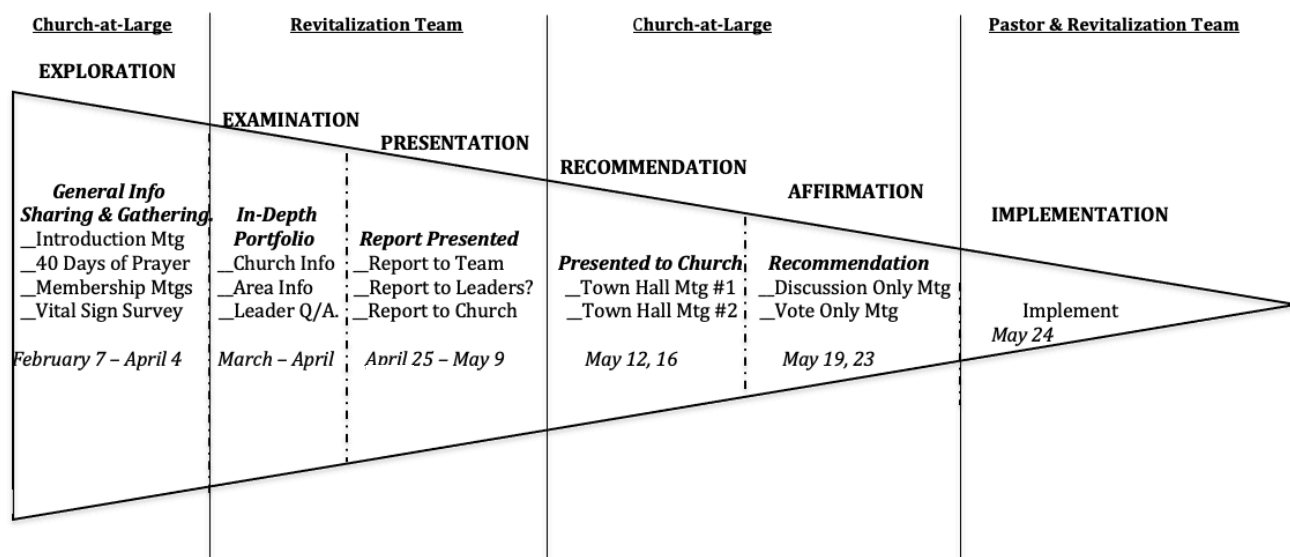 Church-at-Large
Revitalization Team
Church-at-Large
Pastor & Revitalization Team
EXPLORATION
EXAMINATION
PRESENTATION
RECOMMENDATION
AFFIRMATION
IMPLEMENTATION
General Info
Sharing & Gathering.
__Introduction Mtg
__40 Days of Prayer
__Membership Mtgs
__Vital Sign Survey
February 7 – April 4
In-Depth
Portfolio
__Church Info
__Area Info
__Leader Q/A.
March – April
Report Presented
__Report to Team
__Report to Leaders?
__Report to Church
April 25 – May 9
Presented to Church
__Town Hall Mtg #1
__Town Hall Mtg #2
May 12, 16
Recommendation
__Discussion Only Mtg
__Vote Only Mtg
May 19, 23
Implement
May 24